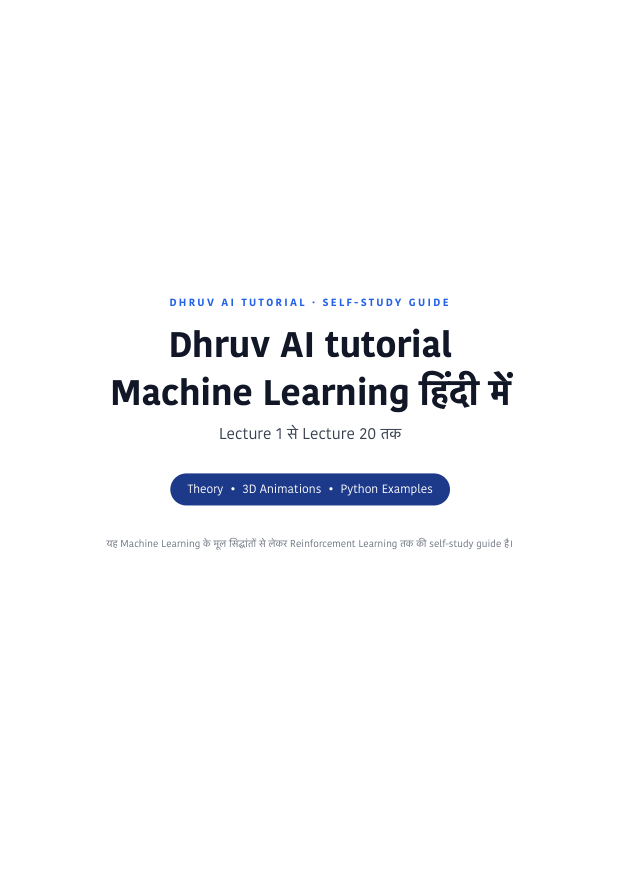 DHRUV AI TUTORIAL · SELF-STUDY GUIDE
Dhruv AI tutorial
Machine Learning हिंदी में
Lecture 1 से Lecture 20 तक
Theory • 3D Animations • Python Examples
यह Machine Learning के मूल सिद्धांतों से लेकर Reinforcement Learning तक की self-study guide है।